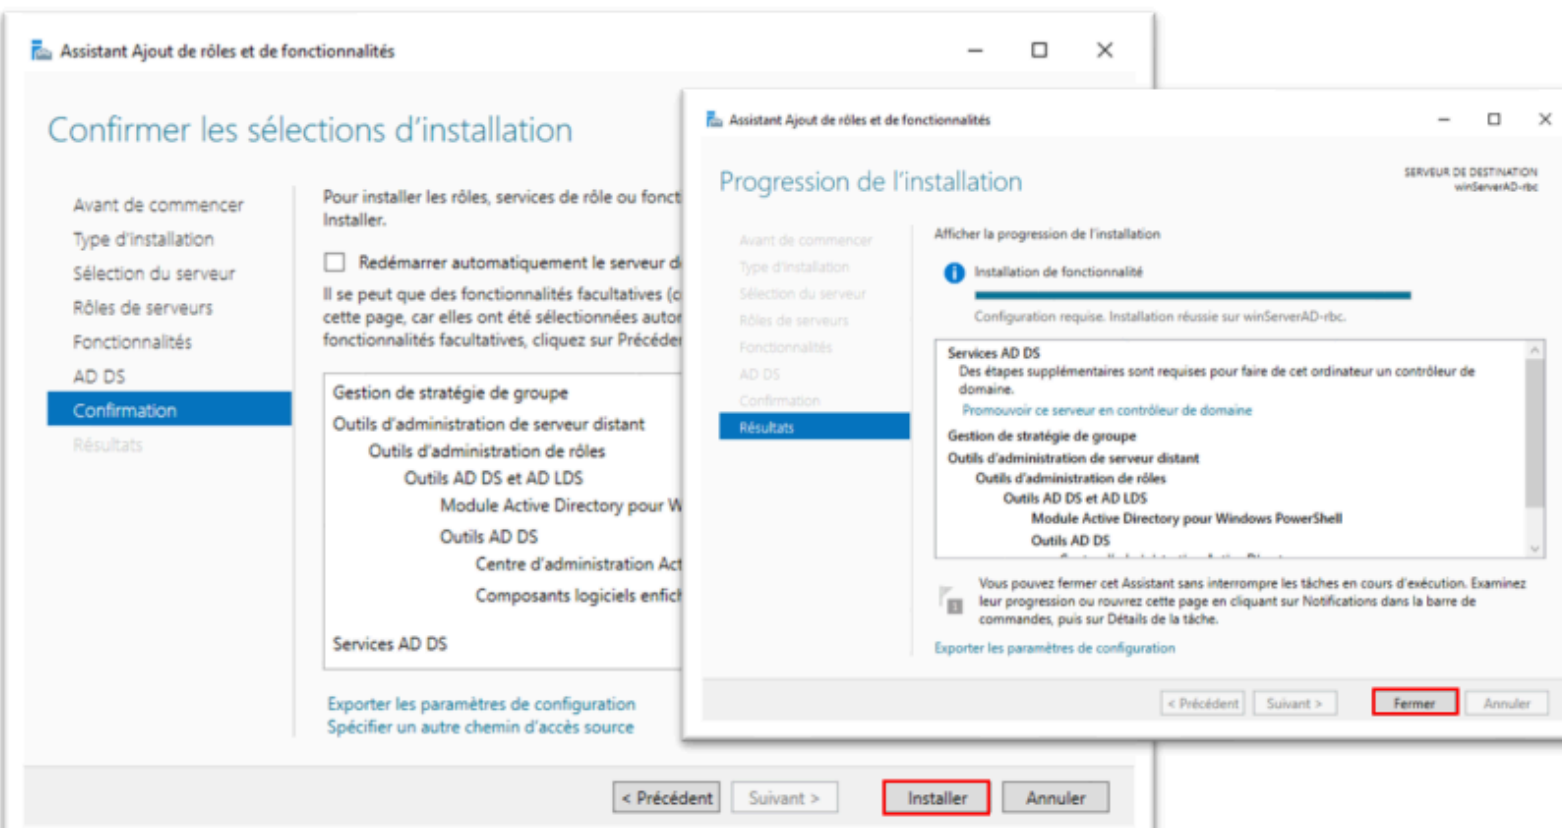 Assistant Ajout de rôles et de fonctionnalités
Confirmer les sélections d'installation
Avant de commencer
Type d'installation
Sélection du serveur
Rôles de serveurs
Fonctionnalités
AD DS
Confirmation
Résultats
Pour installer les rôles, services de rôle ou fonct
Installer.
Redémarrer automatiquement le serveur d
Il se peut que des fonctionnalités facultatives (c
cette page, car elles ont été sélectionnées autor
fonctionnalités facultatives, cliquez sur Précéder
Gestion de stratégie de groupe
Outils d'administration de serveur distant
Outils d'administration de rôles
Outils AD DS et AD LDS
Module Active Directory pour W
Outils AD DS
Centre d'administration Act
Composants logiciels enfich
Services AD DS
Exporter les paramètres de configuration
Spécifier un autre chemin d'accès source
< Précédent
Suivant >
Installer
Annuler
Assistant Ajout de rôles et de fonctionnalités
Progression de l'installation
SERVEUR DE DESTINATION
winServerAD-rbc
Avant de commencer
Type d'installation
Sélection du serveur
Rôles de serveurs
Fonctionnalités
AD DS
Confirmation
Résultats
Afficher la progression de l'installation
Installation de fonctionnalité
Configuration requise. Installation réussie sur winServerAD-rbc.
Services AD DS
Des étapes supplémentaires sont requises pour faire de cet ordinateur un contrôleur de
domaine.
Promouvoir ce serveur en contrôleur de domaine
Gestion de stratégie de groupe
Outils d'administration de serveur distant
Outils d'administration de rôles
Outils AD DS et AD LDS
Module Active Directory pour Windows PowerShell
Outils AD DS
1
Vous pouvez fermer cet Assistant sans interrompre les tâches en cours d'exécution. Examinez
leur progression ou rouvrez cette page en cliquant sur Notifications dans la barre de
commandes, puis sur Détails de la tâche.
Exporter les paramètres de configuration
< Précédent
Suivant >
Fermer
Annuler